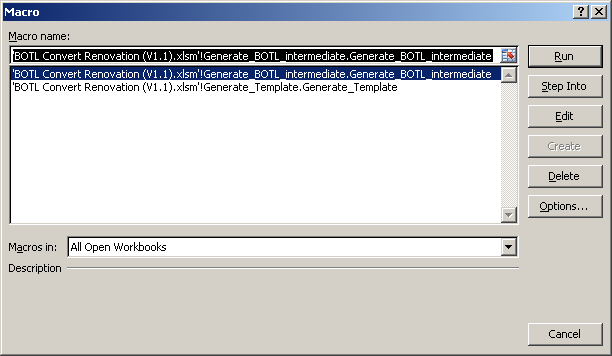 Macro
Macro name:
'BOTL Convert Renovation (V1.1).xlsm'!Generate_BOTL_intermediate.Generate_BOTL_intermediate
Run
'BOTL Convert Renovation (V1.1).xlsm'!Generate_BOTL_intermediate.Generate_BOTL_intermediate
'BOTL Convert Renovation (V1.1).xlsm'!Generate_Template.Generate_Template
Step Into
Edit
Create
Delete
Options...
Macros in: All Open Workbooks
Description
Cancel